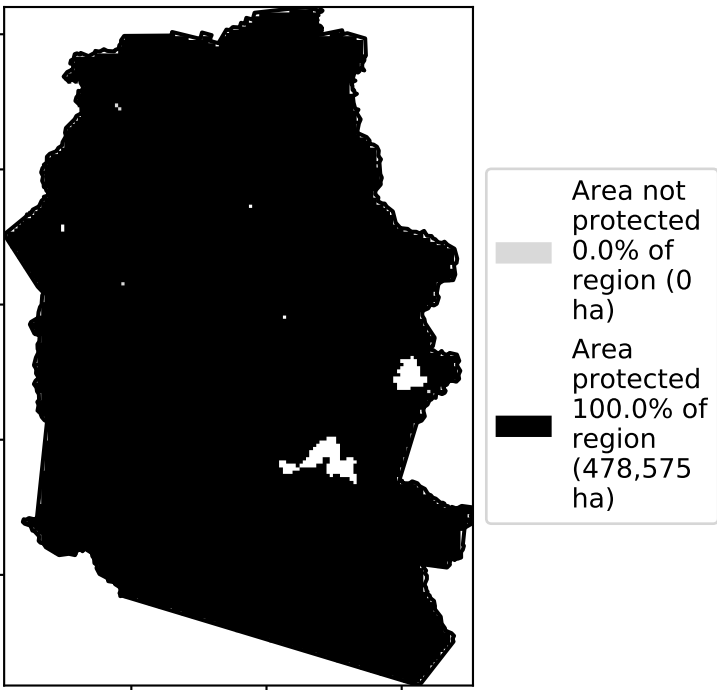 Area not
protected
0.0% of
region (0
ha)
Area
protected
100.0% of
region
(478,575
ha)